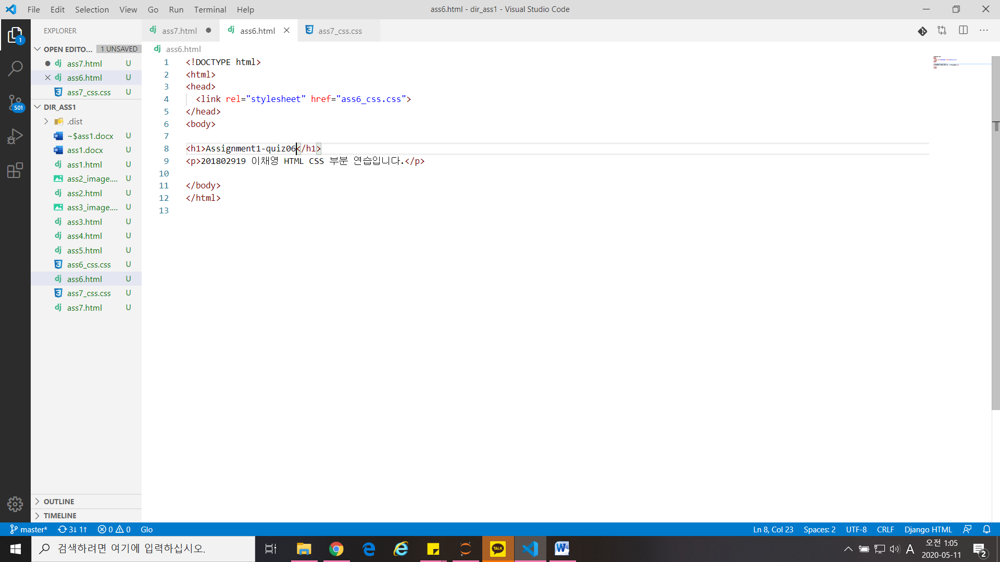 File Edit Selection View Go Run Terminal Help
ass6.html - dir_ass1 - Visual Studio Code
EXPLORER
OPEN EDITO... 1 UNSAVED
ass7.html U
ass6.html U
ass7_css.css U
DIR_ASS1
.dist
~$ass1.docx U
ass1.docx U
ass1.html U
ass2_image.... U
ass2.html U
ass3_image.... U
ass3.html U
ass4.html U
ass5.html U
ass6_css.css U
ass6.html U
ass7_css.css U
ass7.html U
OUTLINE
TIMELINE
1
501
ass7.html
ass6.html
ass7_css.css
ass6.html
1 <!DOCTYPE html>
2 <html>
3 <head>
4 <link rel="stylesheet" href="ass6_css.css">
5 </head>
6 <body>
7
8 <h1>Assignment1-quiz06</h1>
9 <p>201802919 이채영 HTML CSS 부분 연습입니다.</p>
10
11 </body>
12 </html>
13
master* 3↓ 1↑ 0 0 Glo
Ln 8, Col 23 Spaces: 2 UTF-8 CRLF Django HTML
검색하려면 여기에 입력하십시오.
TALK
A
오전 1:05
2020-05-11
2